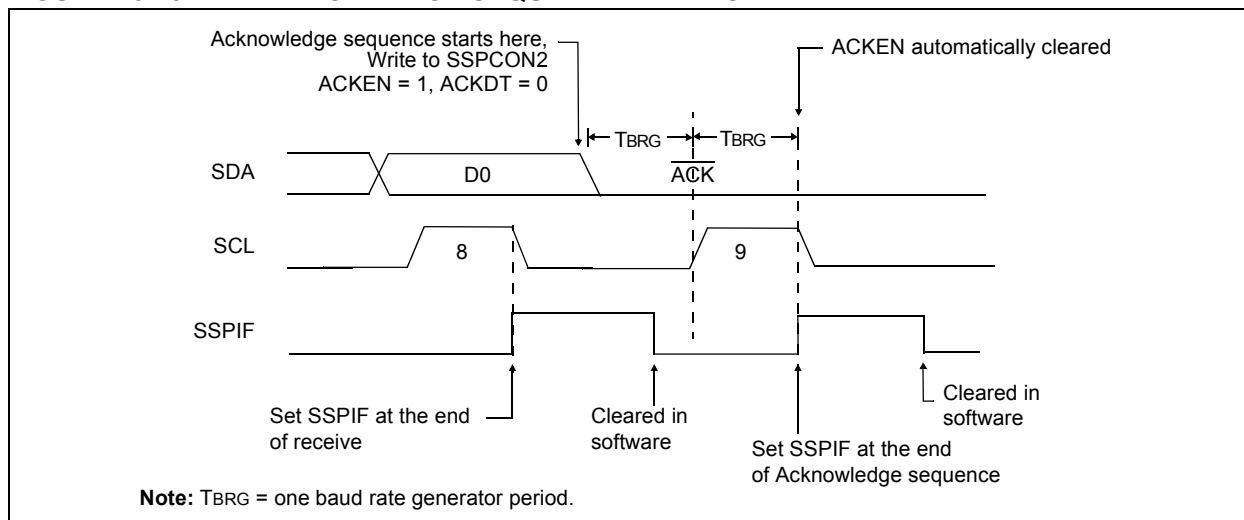 Acknowledge sequence starts here,
Write to SSPCON2
ACKEN = 1, ACKDT = 0
ACKEN automatically cleared
TBRG
TBRG
SDA
D0
ACK
SCL
8
9
SSPIF
Set SSPIF at the end
of receive
Cleared in
software
Set SSPIF at the end
of Acknowledge sequence
Cleared in
software
Note: TBRG = one baud rate generator period.